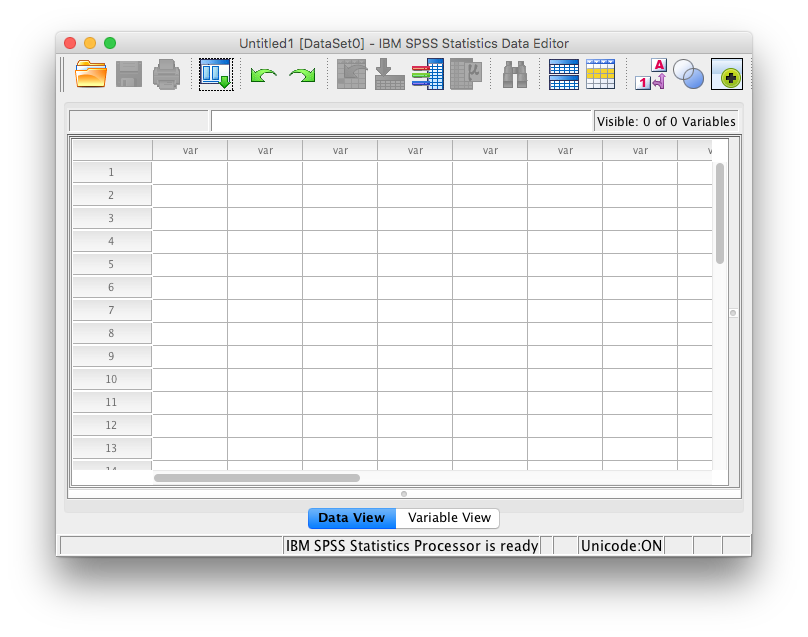 Untitled1 [DataSet0] - IBM SPSS Statistics Data Editor
1 A
μ
Visible: 0 of 0 Variables
var var var var var var var v
1
2
3
4
5
6
7
8
9
10
11
12
13
14
Data View Variable View
IBM SPSS Statistics Processor is ready Unicode:ON